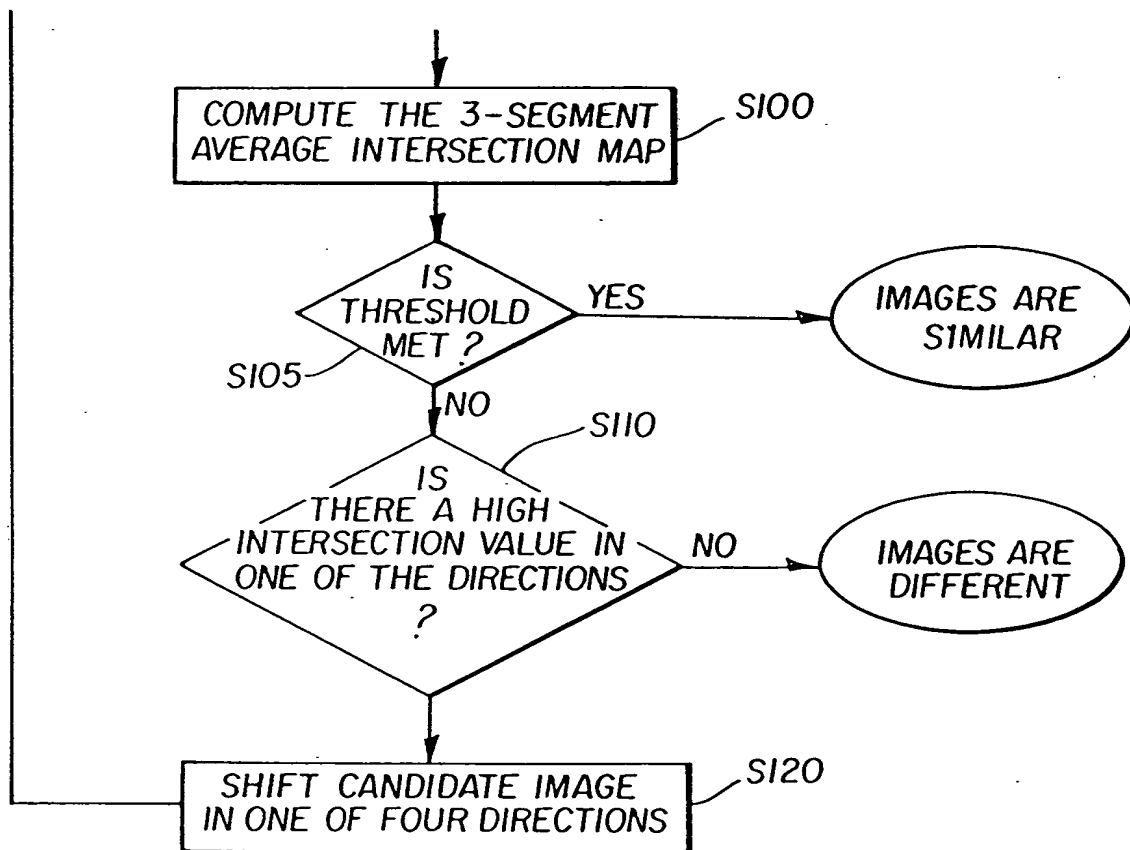 COMPUTE THE 3-SEGMENT
AVERAGE INTERSECTION MAP
S100
IS
THRESHOLD
MET ?
YES
IMAGES ARE
SIMILAR
S105
NO
S110
IS
THERE A HIGH
INTERSECTION VALUE IN
ONE OF THE DIRECTIONS
?
NO
IMAGES ARE
DIFFERENT
SHIFT CANDIDATE IMAGE
IN ONE OF FOUR DIRECTIONS
S120